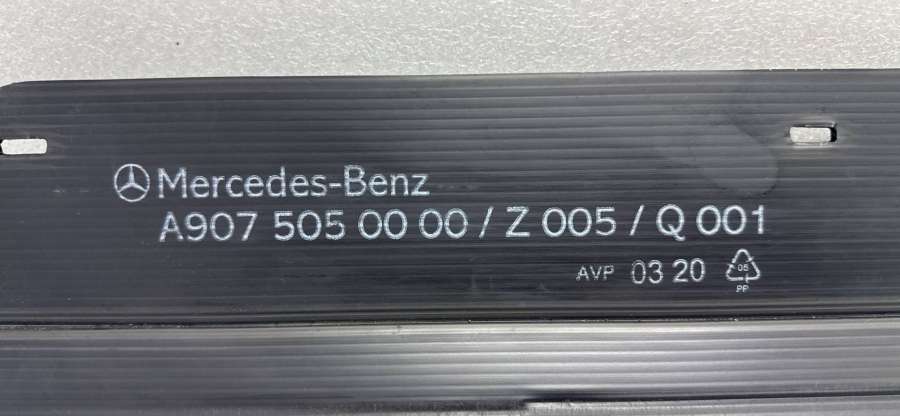 Mercedes-Benz
A907 505 00 00 / Z 005 / Q 001
AVP 03 20 05
PP